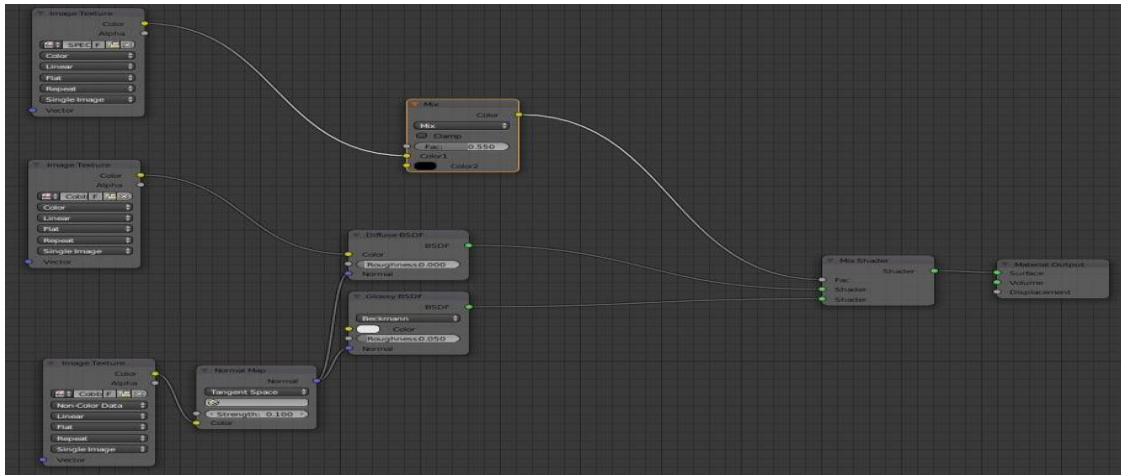 Image Texture
Color
Alpha
SPEC F
Color
Linear
Flat
Repeat
Single Image
Vector
Mix
Color
Mix
Clamp
Fac: 0.550
Color1
Color2
Image Texture
Color
Alpha
Cobb F
Color
Linear
Flat
Repeat
Single Image
Vector
Diffuse BSDF
BSDF
Color
Roughness:0.000
Normal
Glossy BSDF
BSDF
Beckmann
Color
Roughness:0.050
Normal
Mix Shader
Shader
Fac
Shader
Shader
Material Output
Surface
Volume
Displacement
Image Texture
Color
Alpha
Cobb F
Non-Color Data
Linear
Flat
Repeat
Single Image
Vector
Normal Map
Normal
Tangent Space
Strength: 0.100
Color